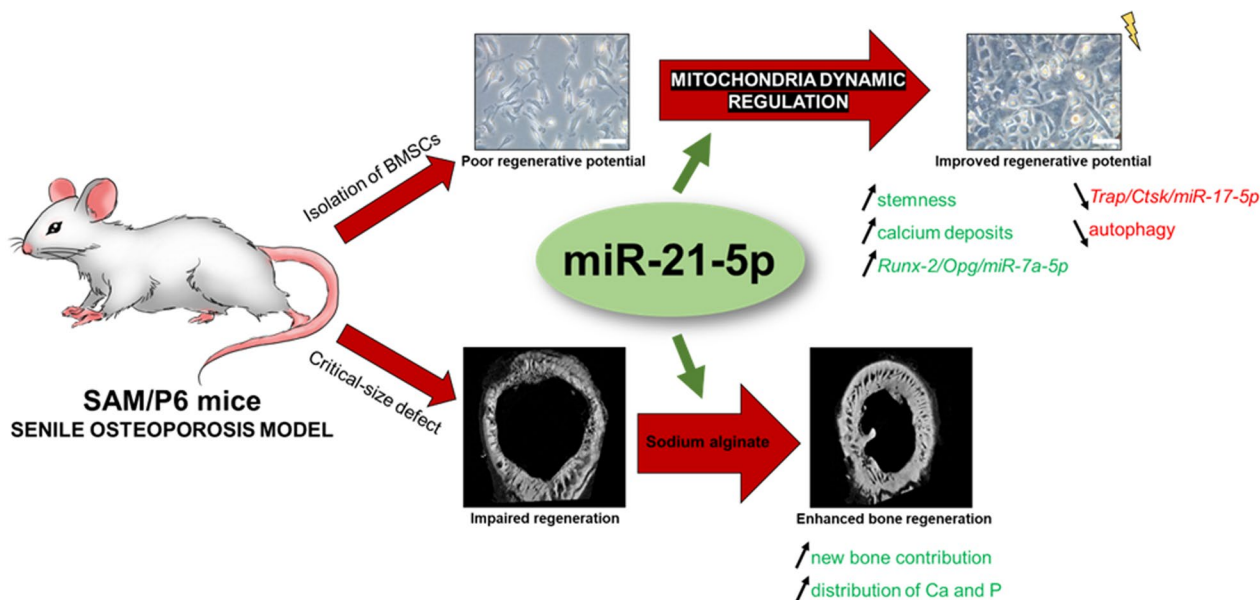 Isolation of BMSCs
Poor regenerative potential
MITOCHONDRIA DYNAMIC
REGULATION
Improved regenerative potential
stemness
calcium deposits
Runx-2/Opg/miR-7a-5p
Trap/Ctsk/miR-17-5p
autophagy
miR-21-5p
SAM/P6 mice
SENILE OSTEOPOROSIS MODEL
Critical-size defect
Impaired regeneration
Sodium alginate
Enhanced bone regeneration
new bone contribution
distribution of Ca and P